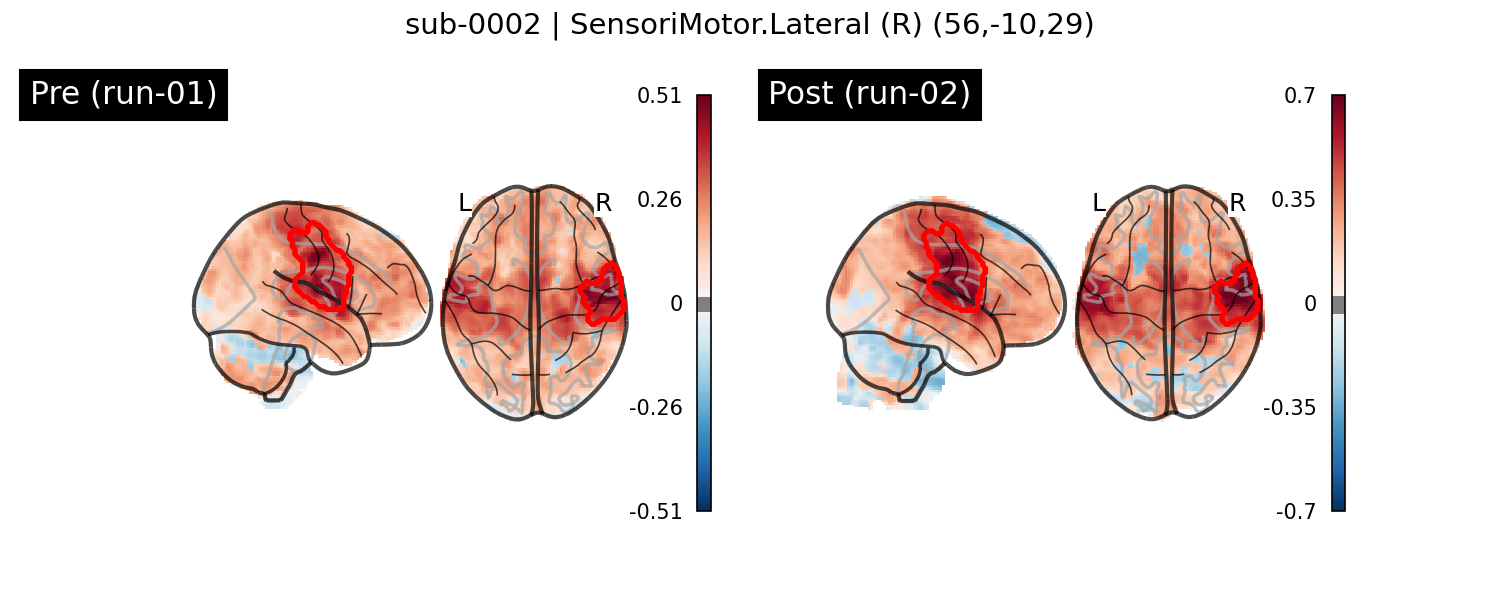 sub-0002 | SensoriMotor.Lateral (R) (56,-10,29)
Pre (run-01)
L
R
0.51
0.26
0
-0.26
-0.51
Post (run-02)
L
R
0.7
0.35
0
-0.35
-0.7